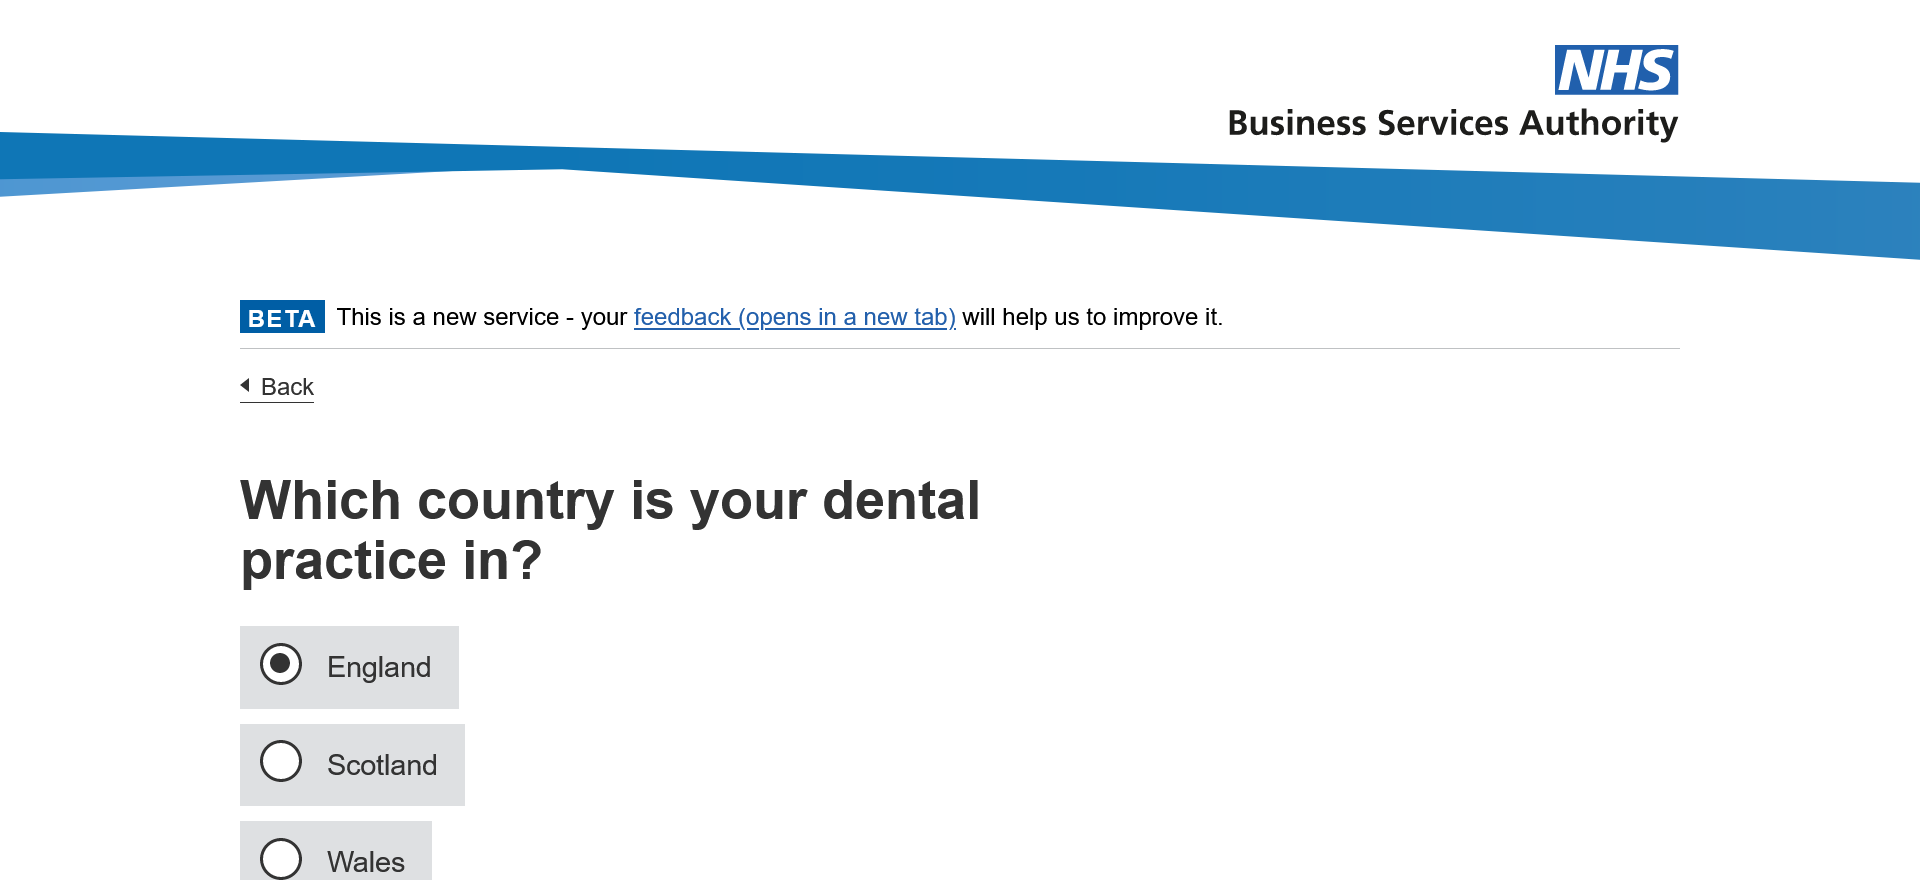 NHS
Business Services Authority
BETA This is a new service - your feedback (opens in a new tab) will help us to improve it.
Back
Which country is your dental
practice in?
England
Scotland
Wales